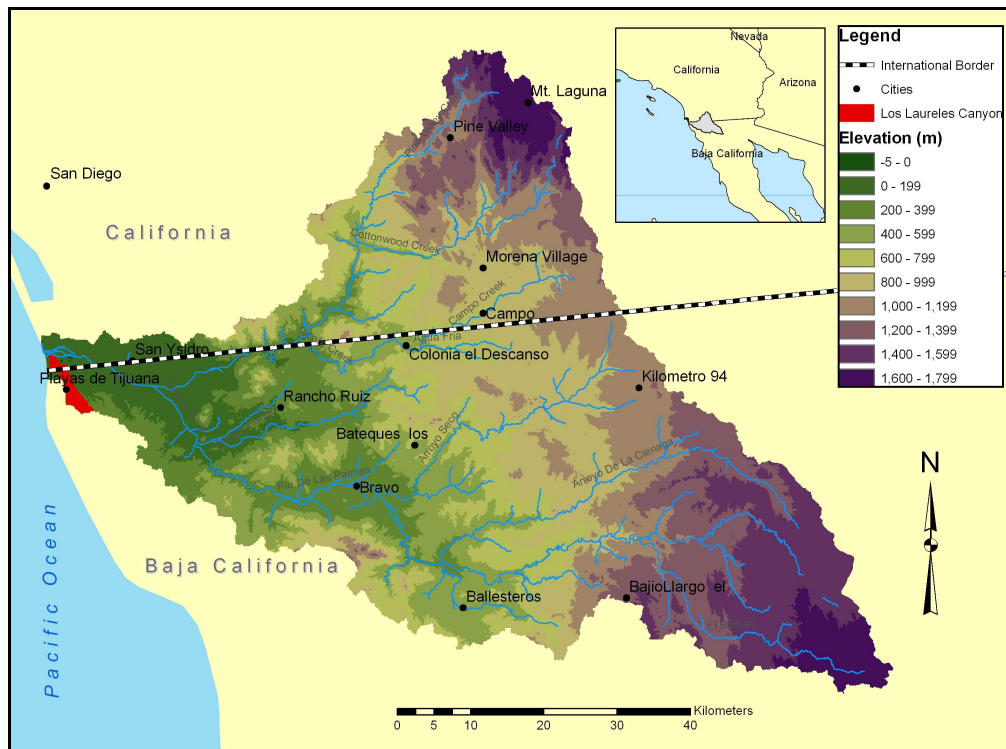 Mt. Laguna
Pine Valley
San Diego
California
Cottonwood Creek
Morena Village
Campo Creek
Campo
Agua Fria
Creek
Colonia el Descanso
San Ysidro
Playas de Tijuana
Rancho Ruiz
Kilometro 94
Bateques los
Arroyo Seco
Rio De Las Palmas
Bravo
Arroyo De La Cienaga
Baja California
Ballesteros
BajioLlargo el
Pacific Ocean
Nevada
California
Arizona
Baja California
Legend
International Border
Cities
Los Laureles Canyon
Elevation (m)
-5 - 0
0 - 199
200 - 399
400 - 599
600 - 799
800 - 999
1,000 - 1,199
1,200 - 1,399
1,400 - 1,599
1,600 - 1,799
N
Kilometers
0 5 10 20 30 40